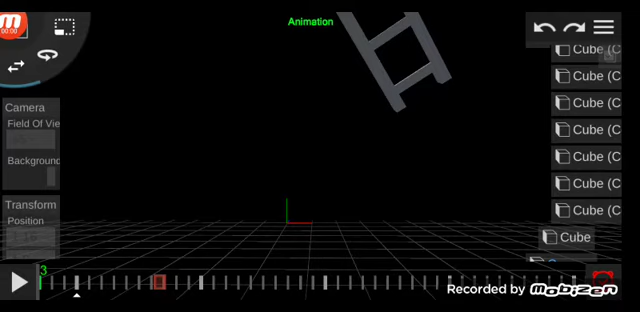 m
00:00
Animation
Camera
Field Of Vie
Background
Transform
Position
3
Cube (C
Cube (C
Cube (C
Cube (C
Cube (C
Cube (C
Cube (C
Cube
Recorded by Mobizen